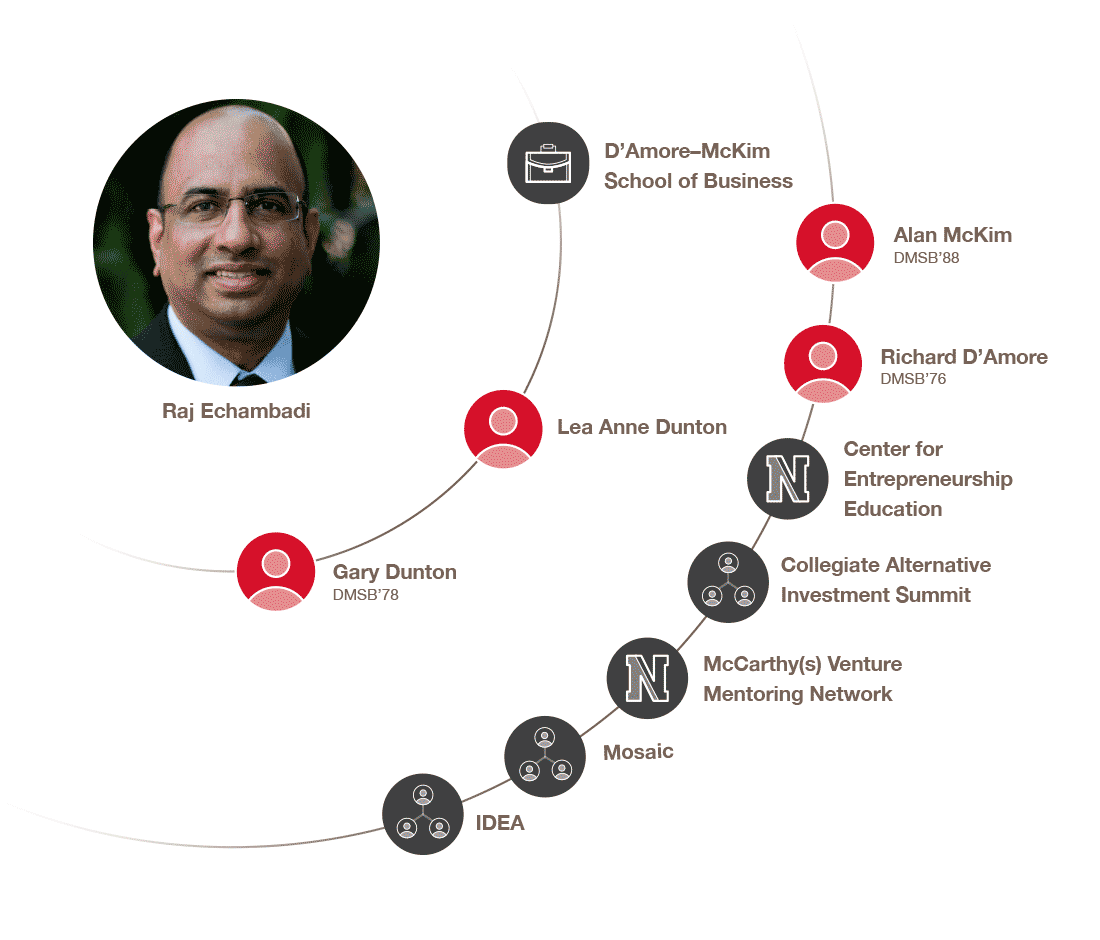 Raj Echambadi
D’Amore–McKim
School of Business
Lea Anne Dunton
Gary Dunton
DMSB’78
Alan McKim
DMSB’88
Richard D’Amore
DMSB’76
Center for
Entrepreneurship
Education
Collegiate Alternative
Investment Summit
McCarthy(s) Venture
Mentoring Network
Mosaic
IDEA
N
N